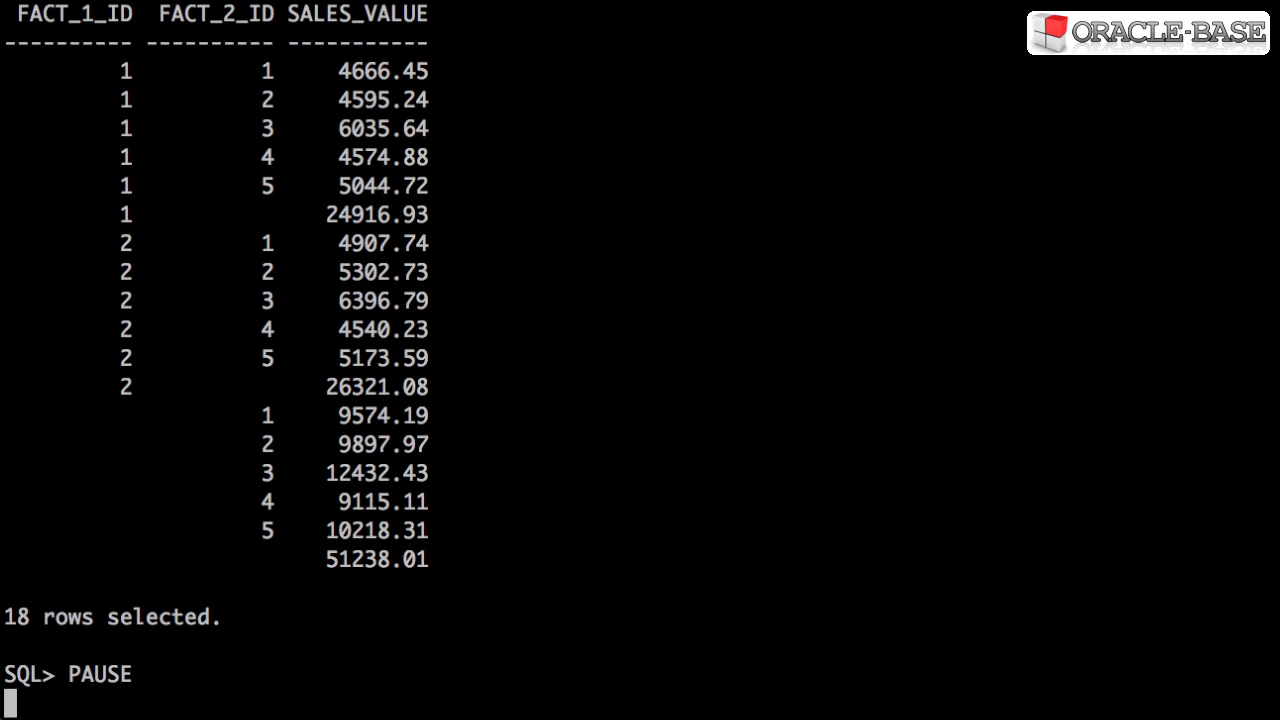 FACT_1_ID FACT_2_ID SALES_VALUE
---------- ---------- -----------
1 1 4666.45
1 2 4595.24
1 3 6035.64
1 4 4574.88
1 5 5044.72
1 24916.93
2 1 4907.74
2 2 5302.73
2 3 6396.79
2 4 4540.23
2 5 5173.59
2 26321.08
1 9574.19
2 9897.97
3 12432.43
4 9115.11
5 10218.31
51238.01
18 rows selected.
SQL> PAUSE
ORACLE-BASE